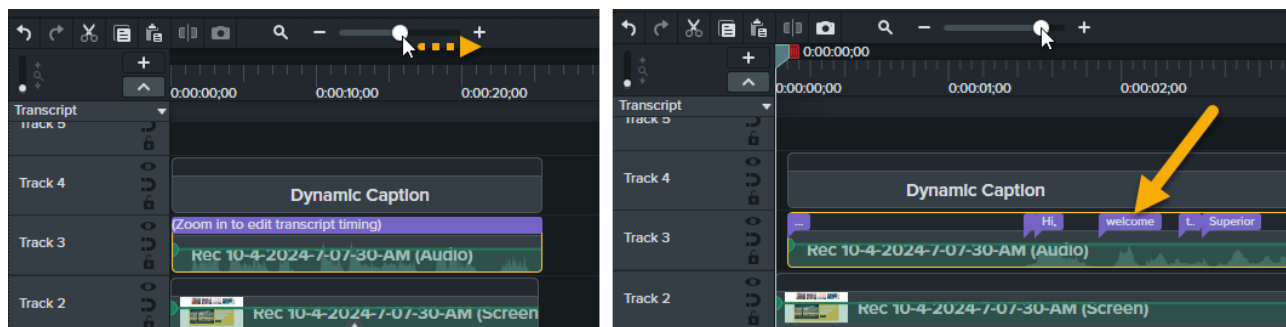 0:00:00;00 0:00:10;00 0:00:20;00
Transcript
Track 5
Track 4
Dynamic Caption
(Zoom in to edit transcript timing)
Track 3
Rec 10-4-2024-7-07-30-AM (Audio)
Track 2
Rec 10-4-2024-7-07-30-AM (Screen
0:00:00;00
0:00:00;00 0:00:01;00 0:00:02;00
Transcript
Track 5
Track 4
Dynamic Caption
... Hi, welcome t.. Superior
Track 3
Rec 10-4-2024-7-07-30-AM (Audio)
Track 2
Rec 10-4-2024-7-07-30-AM (Screen)